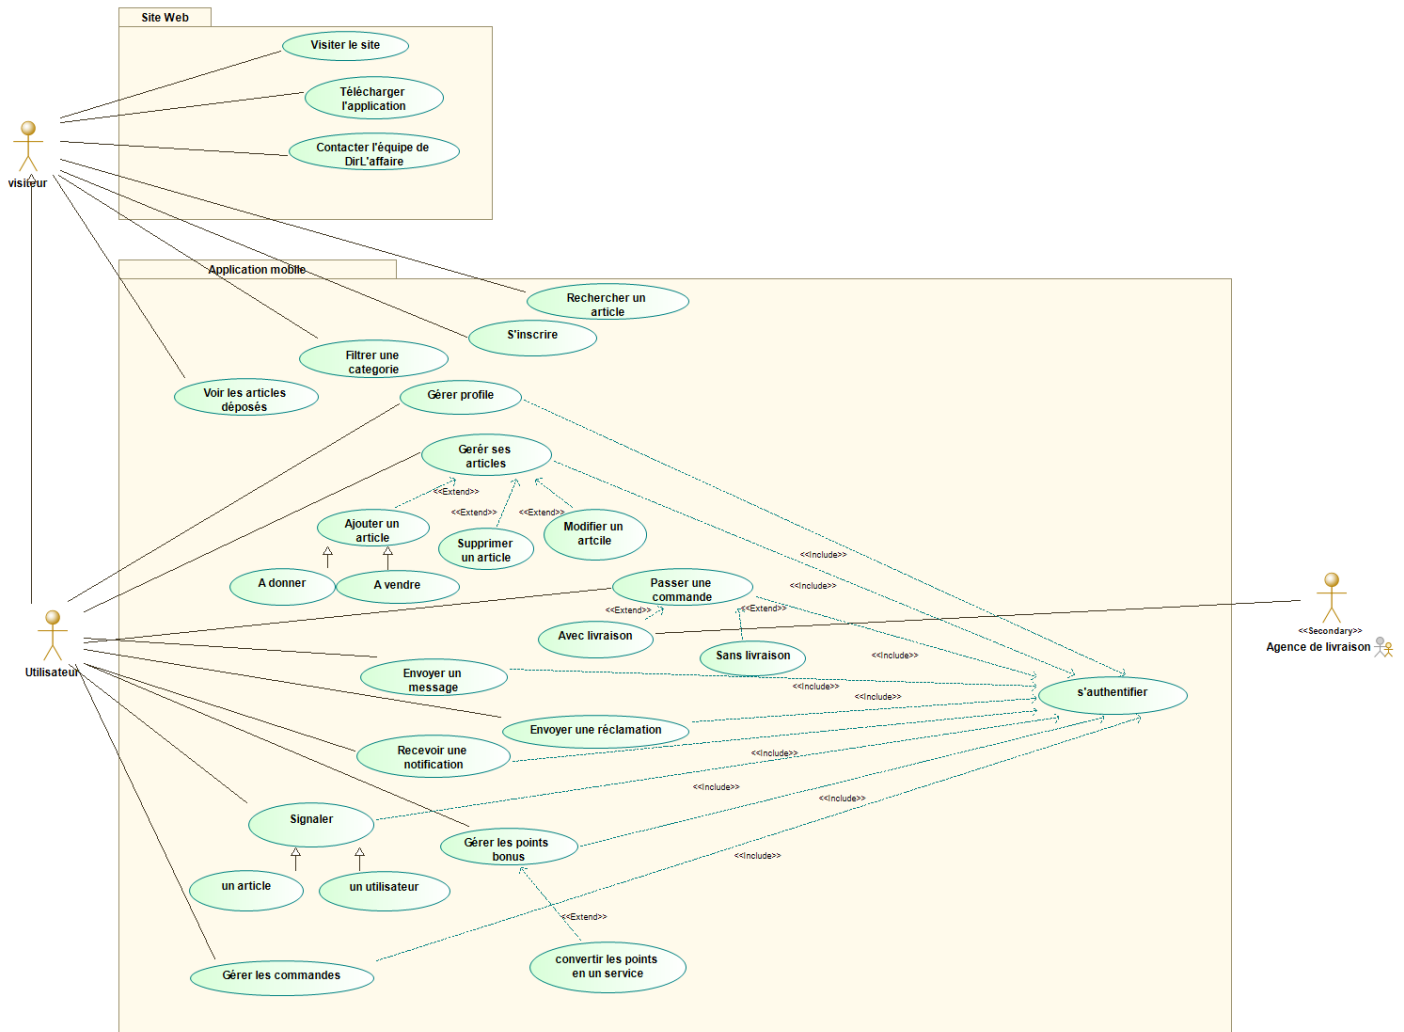 Site Web
Visiter le site
Télécharger
l'application
Contacter l'équipe de
DirL'affaire
visiteur
Application mobile
Rechercher un
article
S'inscrire
Filtrer une
categorie
Voir les articles
déposés
Gérer profile
Gerér ses
articles
<<Extend>>
<<Extend>>
<<Extend>>
Ajouter un
article
Supprimer
un article
Modifier un
artcile
<<Include>>
A donner
A vendre
Passer une
commande
<<Include>>
<<Extend>>
<<Extend>>
Avec livraison
Sans livraison
<<Secondary>>
Agence de livraison
Utilisateur
<<Include>>
Envoyer un
message
<<Include>>
<<Include>>
s'authentifier
Envoyer une réclamation
Recevoir une
notification
<<Include>>
<<Include>>
<<Include>>
Signaler
Gérer les points
bonus
<<Include>>
un article
un utilisateur
<<Extend>>
convertir les points
en un service
Gérer les commandes